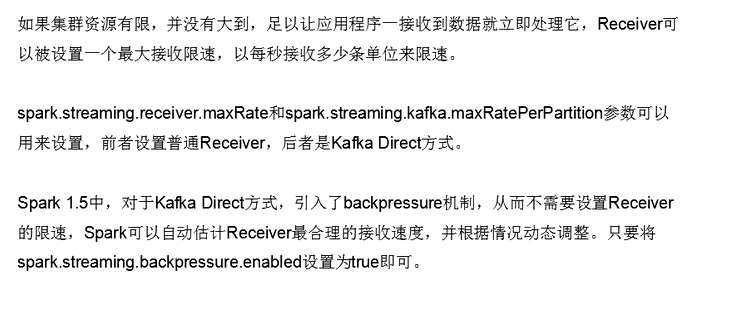 如果集群资源有限，并没有大到，足以让应用程序一接收到数据就立即处理它，Receiver可
以被设置一个最大接收限速，以每秒接收多少条单位来限速。
spark.streaming.receiver.maxRate和spark.streaming.kafka.maxRatePerPartition参数可以
用来设置，前者设置普通Receiver，后者是Kafka Direct方式。
Spark 1.5中，对于Kafka Direct方式，引入了backpressure机制，从而不需要设置Receiver
的限速，Spark可以自动估计Receiver最合理的接收速度，并根据情况动态调整。只要将
spark.streaming.backpressure.enabled设置为true即可。